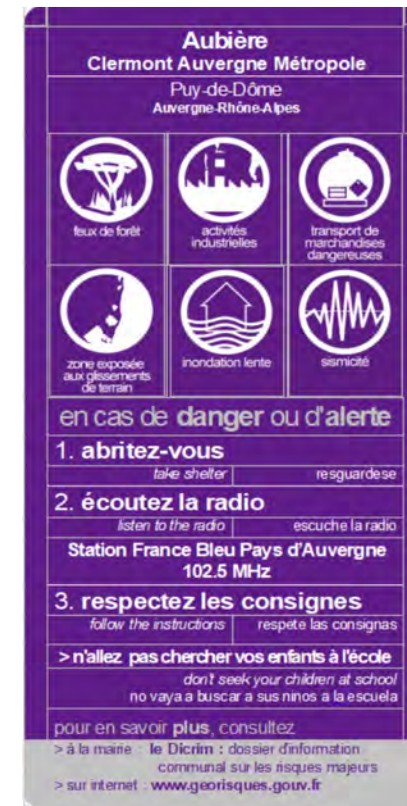 Aubière
Clermont Auvergne Métropole
Puy-de-Dôme
Auvergne-Rhône-Alpes
feux de forêt
activités
industrielles
transport de
marchandises
dangereuses
zone exposée
aux glissements
de terrain
inondation lente
sismicité
en cas de danger ou d'alerte
1. abritez-vous
take shelter resguardese
2. écoutez la radio
listen to the radio escuche la radio
Station France Bleu Pays d'Auvergne
102.5 MHz
3. respectez les consignes
follow the instructions respete las consignas
> n'allez pas chercher vos enfants à l'école
don't seek your children at school
no vaya a buscar a sus ninos a la escuela
pour en savoir plus, consultez
> à la mairie : le Dicrim : dossier d'information
communal sur les risques majeurs
> sur internet : www.georisques.gouv.fr